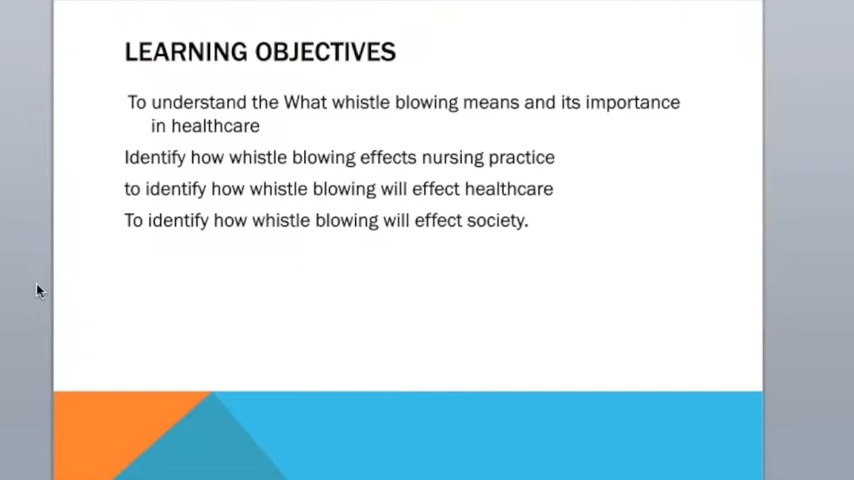 LEARNING OBJECTIVES
To understand the What whistle blowing means and its importance
in healthcare
Identify how whistle blowing effects nursing practice
to identify how whistle blowing will effect healthcare
To identify how whistle blowing will effect society.